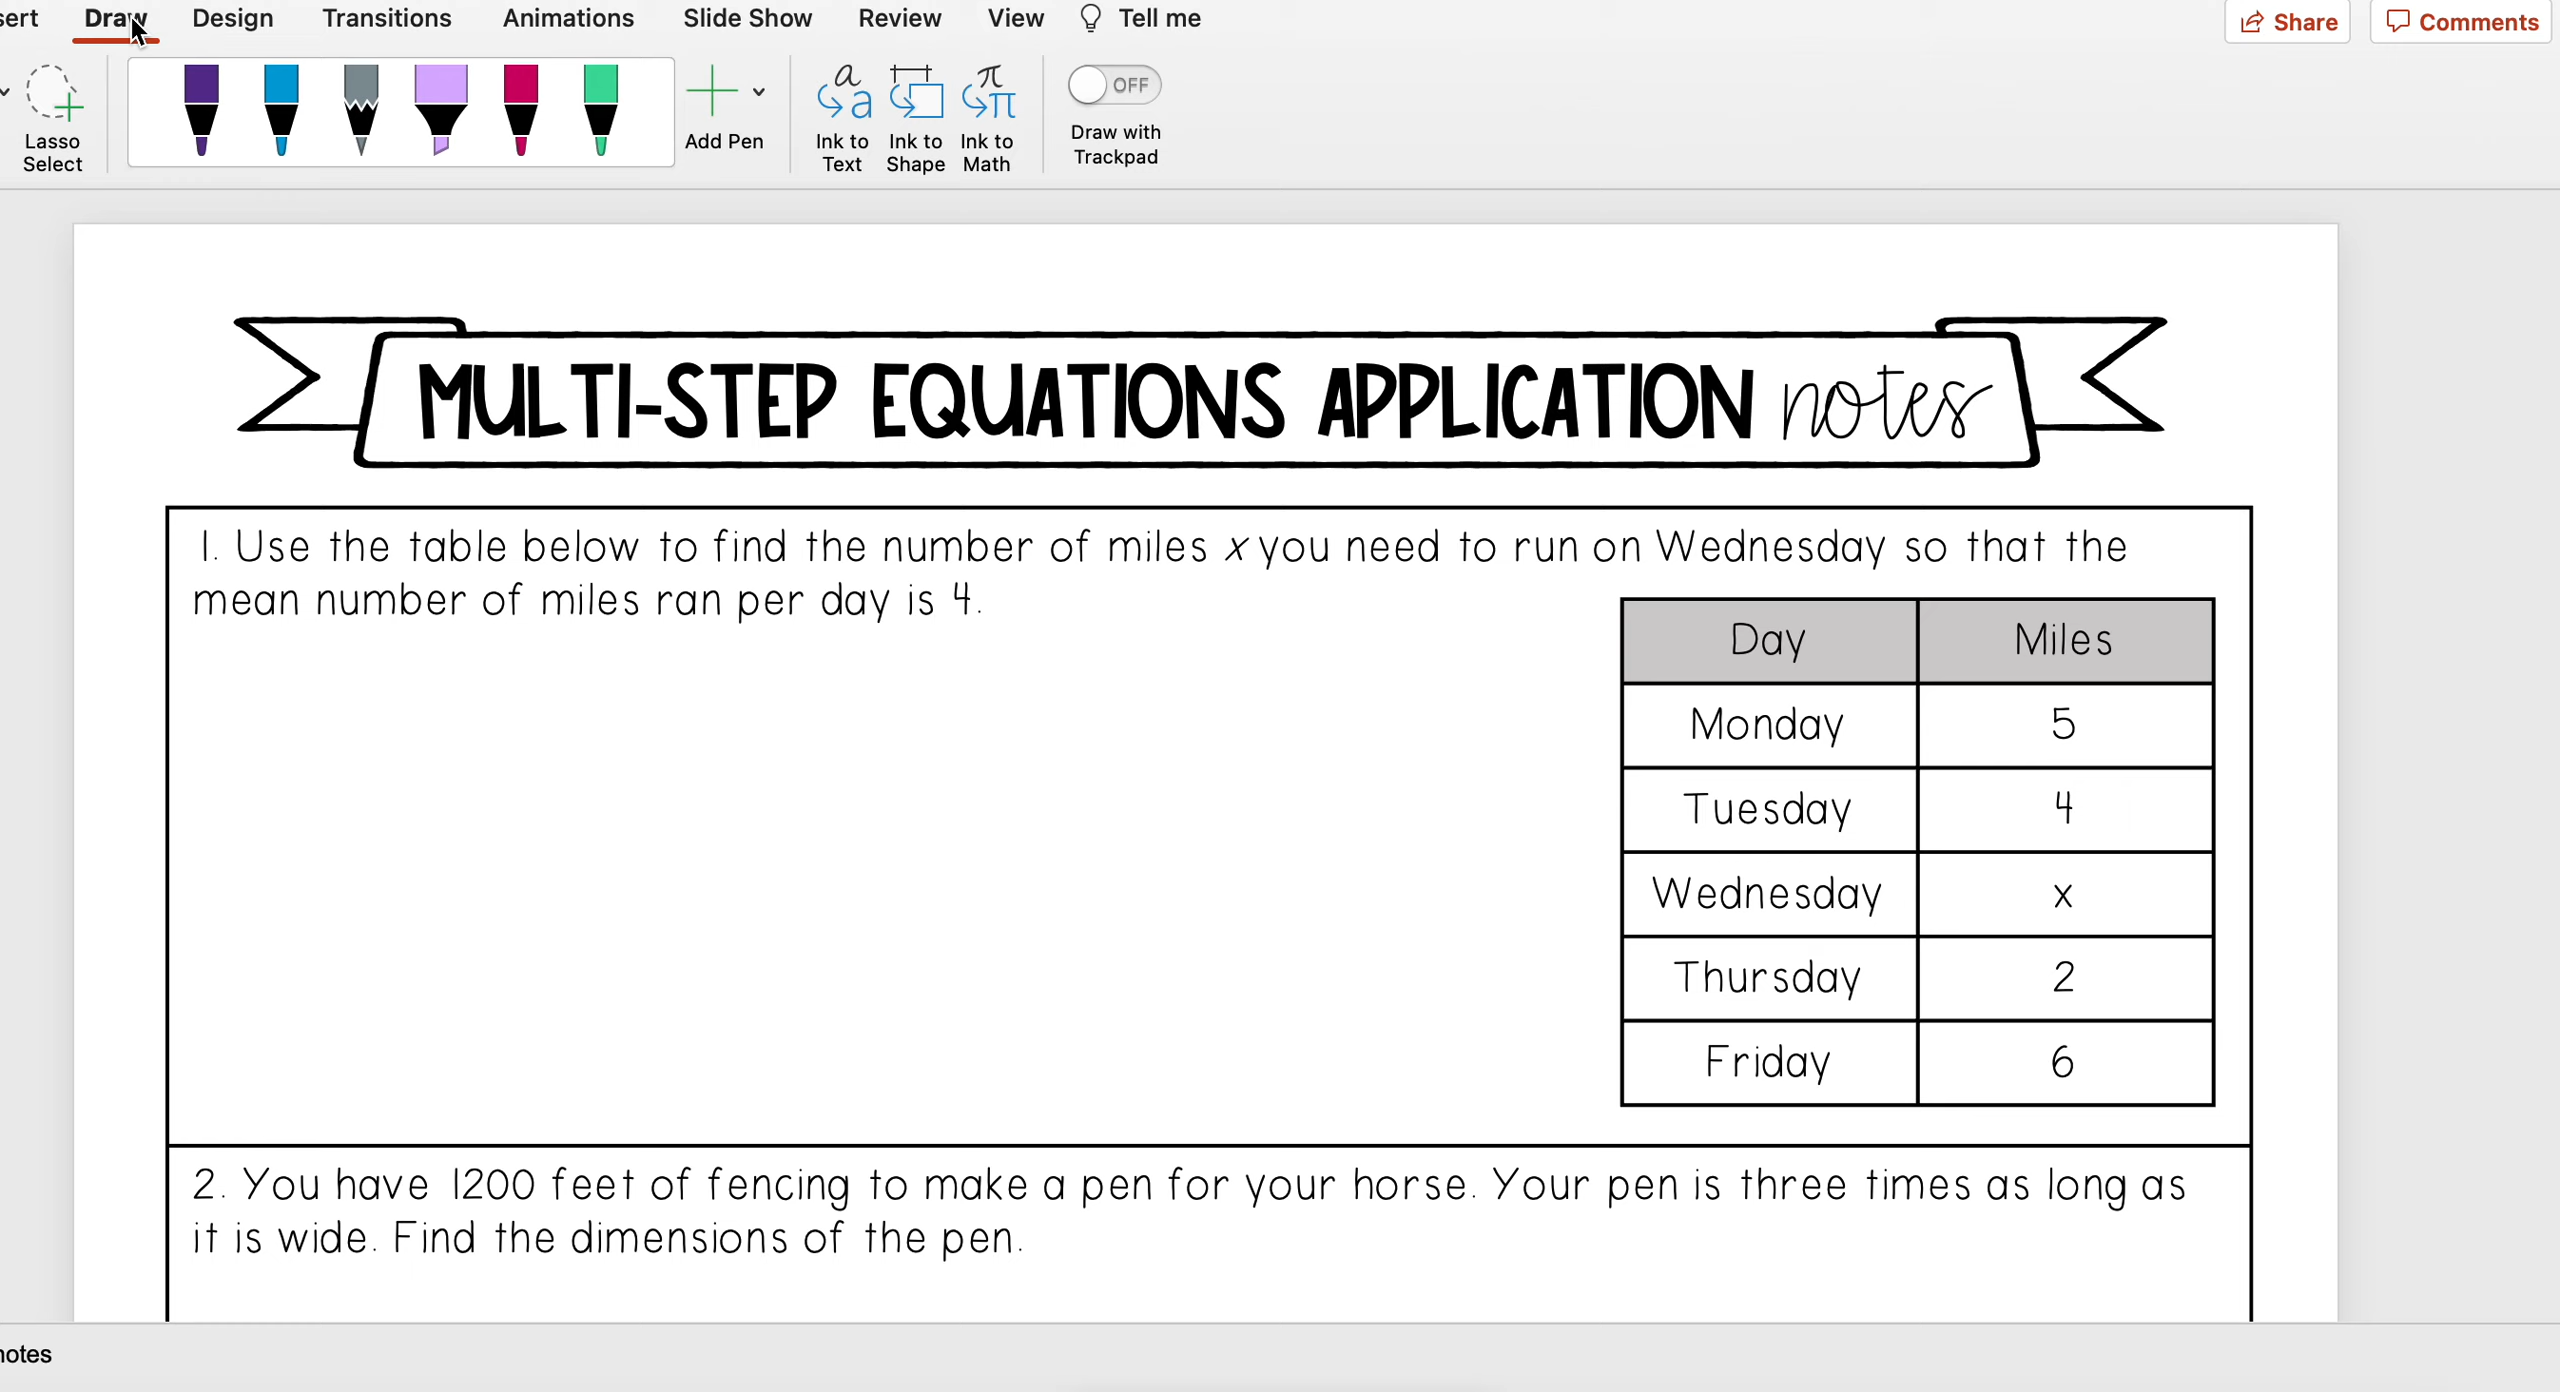 Draw Design Transitions Animations Slide Show Review View Tell me Share Comments
Lasso Select
Add Pen
a a Ink to Text
Ink to Shape
π π Ink to Math
OFF Draw with Trackpad
MULTI-STEP EQUATIONS APPLICATION notes
1. Use the table below to find the number of miles x you need to run on Wednesday so that the
mean number of miles ran per day is 4.
Day Miles
Monday 5
Tuesday 4
Wednesday x
Thursday 2
Friday 6
2. You have 1200 feet of fencing to make a pen for your horse. Your pen is three times as long as
it is wide. Find the dimensions of the pen.
notes